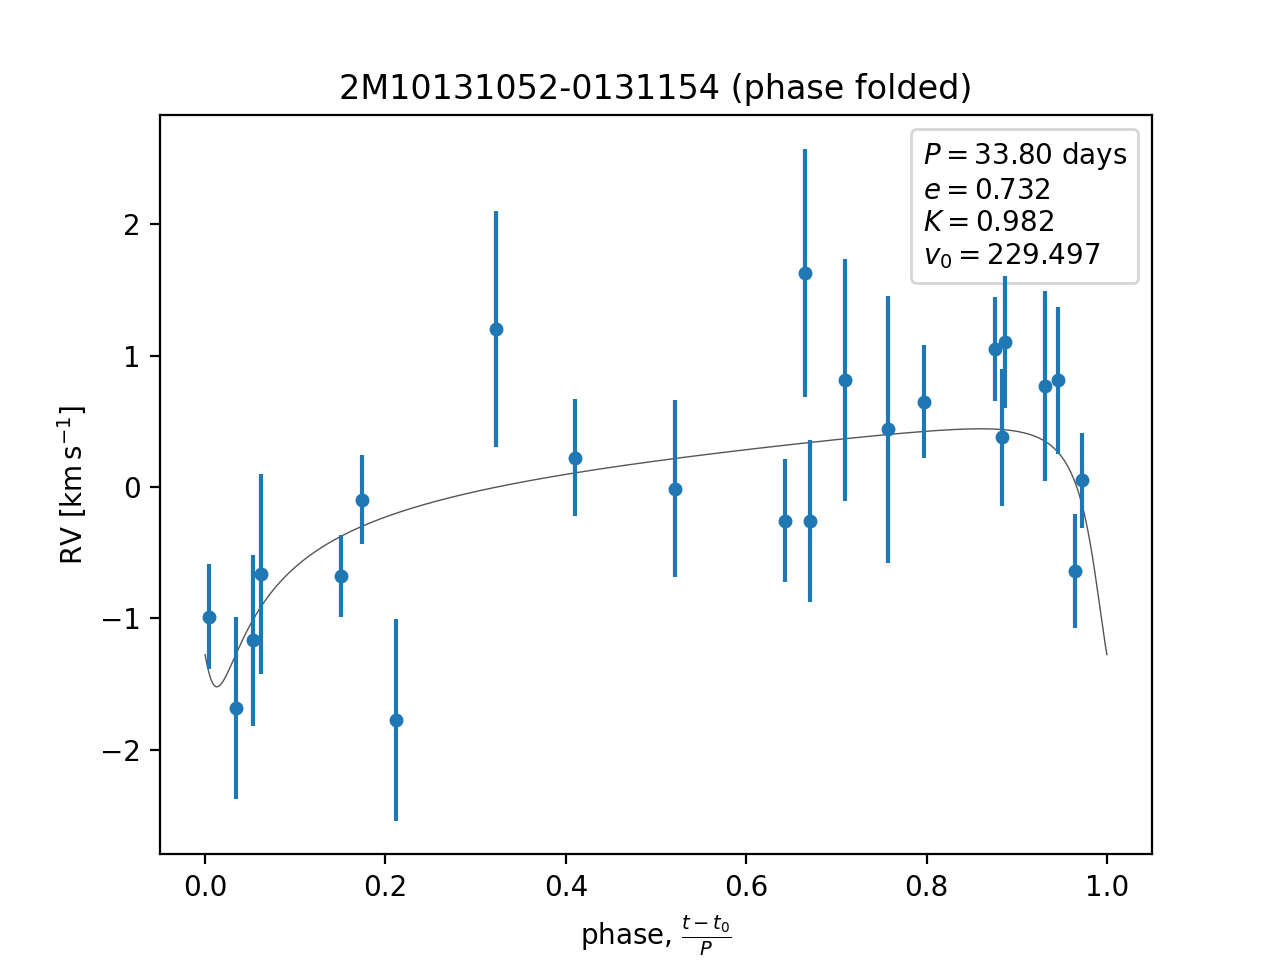 2M10131052-0131154 (phase folded)
P = 33.80 days
e = 0.732
K = 0.982
v₀ = 229.497
2
1
0
−1
−2
RV [km s⁻¹]
0.0 0.2 0.4 0.6 0.8 1.0
phase, (t − t₀)/P